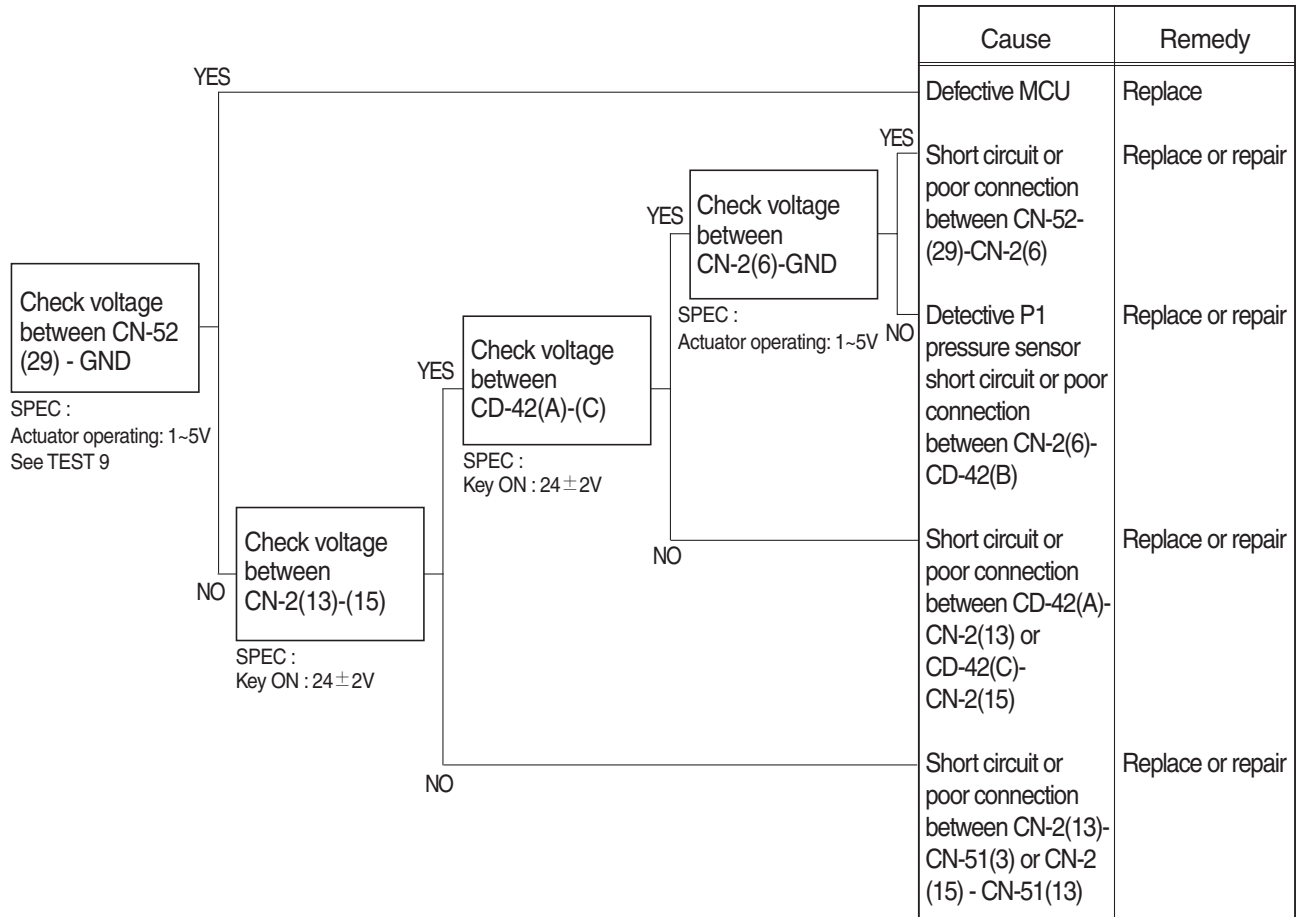 Cause
Remedy
YES
Defective MCU
Replace
YES
Short circuit or
poor connection
between CN-52-
(29)-CN-2(6)
Replace or repair
YES
Check voltage
between
CN-2(6)-GND
SPEC :
Actuator operating: 1~5V
NO
Detective P1
pressure sensor
short circuit or poor
connection
between CN-2(6)-
CD-42(B)
Replace or repair
Check voltage
between CN-52
(29) - GND
SPEC :
Actuator operating: 1~5V
See TEST 9
YES
Check voltage
between
CD-42(A)-(C)
SPEC :
Key ON : 24±2V
NO
Short circuit or
poor connection
between CD-42(A)-
CN-2(13) or
CD-42(C)-
CN-2(15)
Replace or repair
NO
Check voltage
between
CN-2(13)-(15)
SPEC :
Key ON : 24±2V
NO
Short circuit or
poor connection
between CN-2(13)-
CN-51(3) or CN-2
(15) - CN-51(13)
Replace or repair